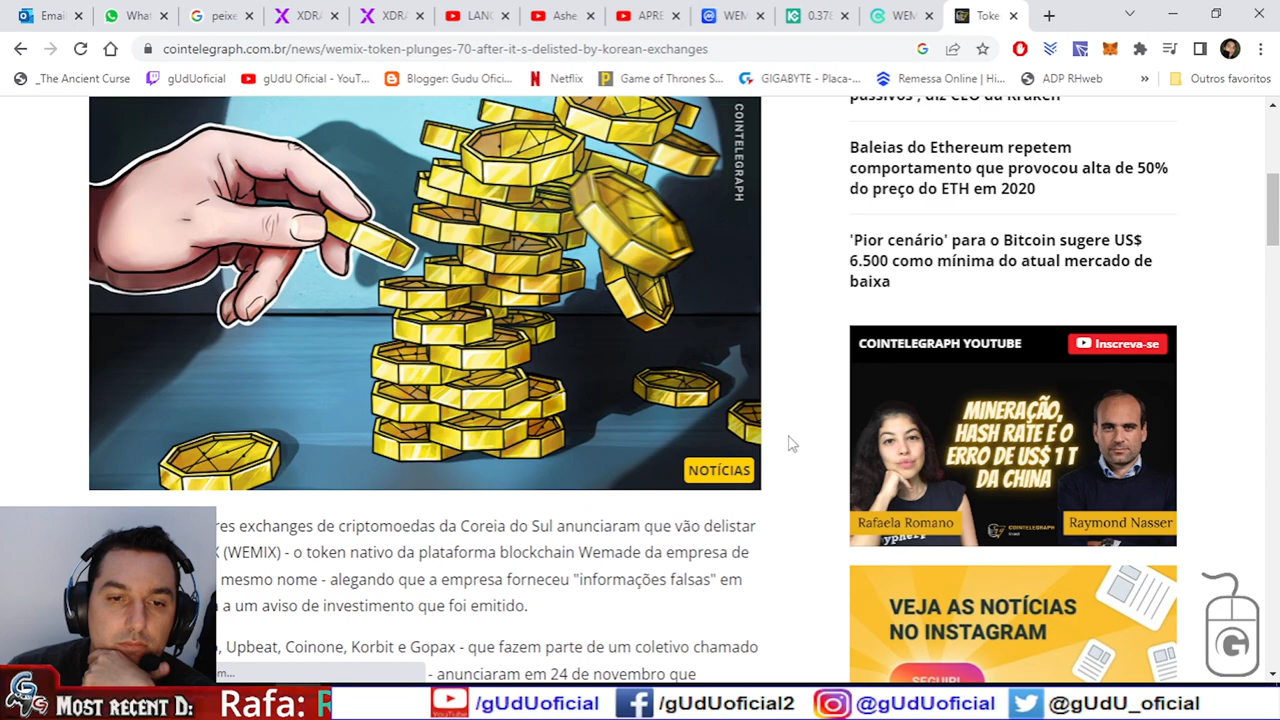 Email
What
peixe
XDRA
XDRA
LANC
Ashe
APRE
WEM
0.378
WEM
Toke
cointelegraph.com.br/news/wemix-token-plunges-70-after-it-s-delisted-by-korean-exchanges
_The Ancient Curse
gUdUoficial
gUdU Oficial - YouT...
Blogger: Gudu Ofici...
Netflix
Game of Thrones S...
GIGABYTE - Placa-...
Remessa Online | Hi...
ADP RHweb
»
Outros favoritos
COINTELEGRAPH
NOTÍCIAS
res exchanges de criptomoedas da Coreia do Sul anunciaram que vão delistar
(WEMIX) - o token nativo da plataforma blockchain Wemade da empresa de
mesmo nome - alegando que a empresa forneceu "informações falsas" em
a um aviso de investimento que foi emitido.
, Upbeat, Coinone, Korbit e Gopax - que fazem parte de um coletivo chamado
- anunciaram em 24 de novembro que
passivos', diz CEO da Kraken
Baleias do Ethereum repetem
comportamento que provocou alta de 50%
do preço do ETH em 2020
'Pior cenário' para o Bitcoin sugere US$
6.500 como mínima do atual mercado de
baixa
COINTELEGRAPH YOUTUBE
Inscreva-se
MINERAÇÃO,
HASH RATE E O
ERRO DE US$ 1 T
DA CHINA
Rafaela Romano
Raymond Nasser
COINTELEGRAPH
VEJA AS NOTÍCIAS
NO INSTAGRAM
SEGUIR!
G
Most recent D:
Rafa:
YouTube
/gUdUoficial
/gUdUoficial2
@gUdUoficial
@gUdU_oficial